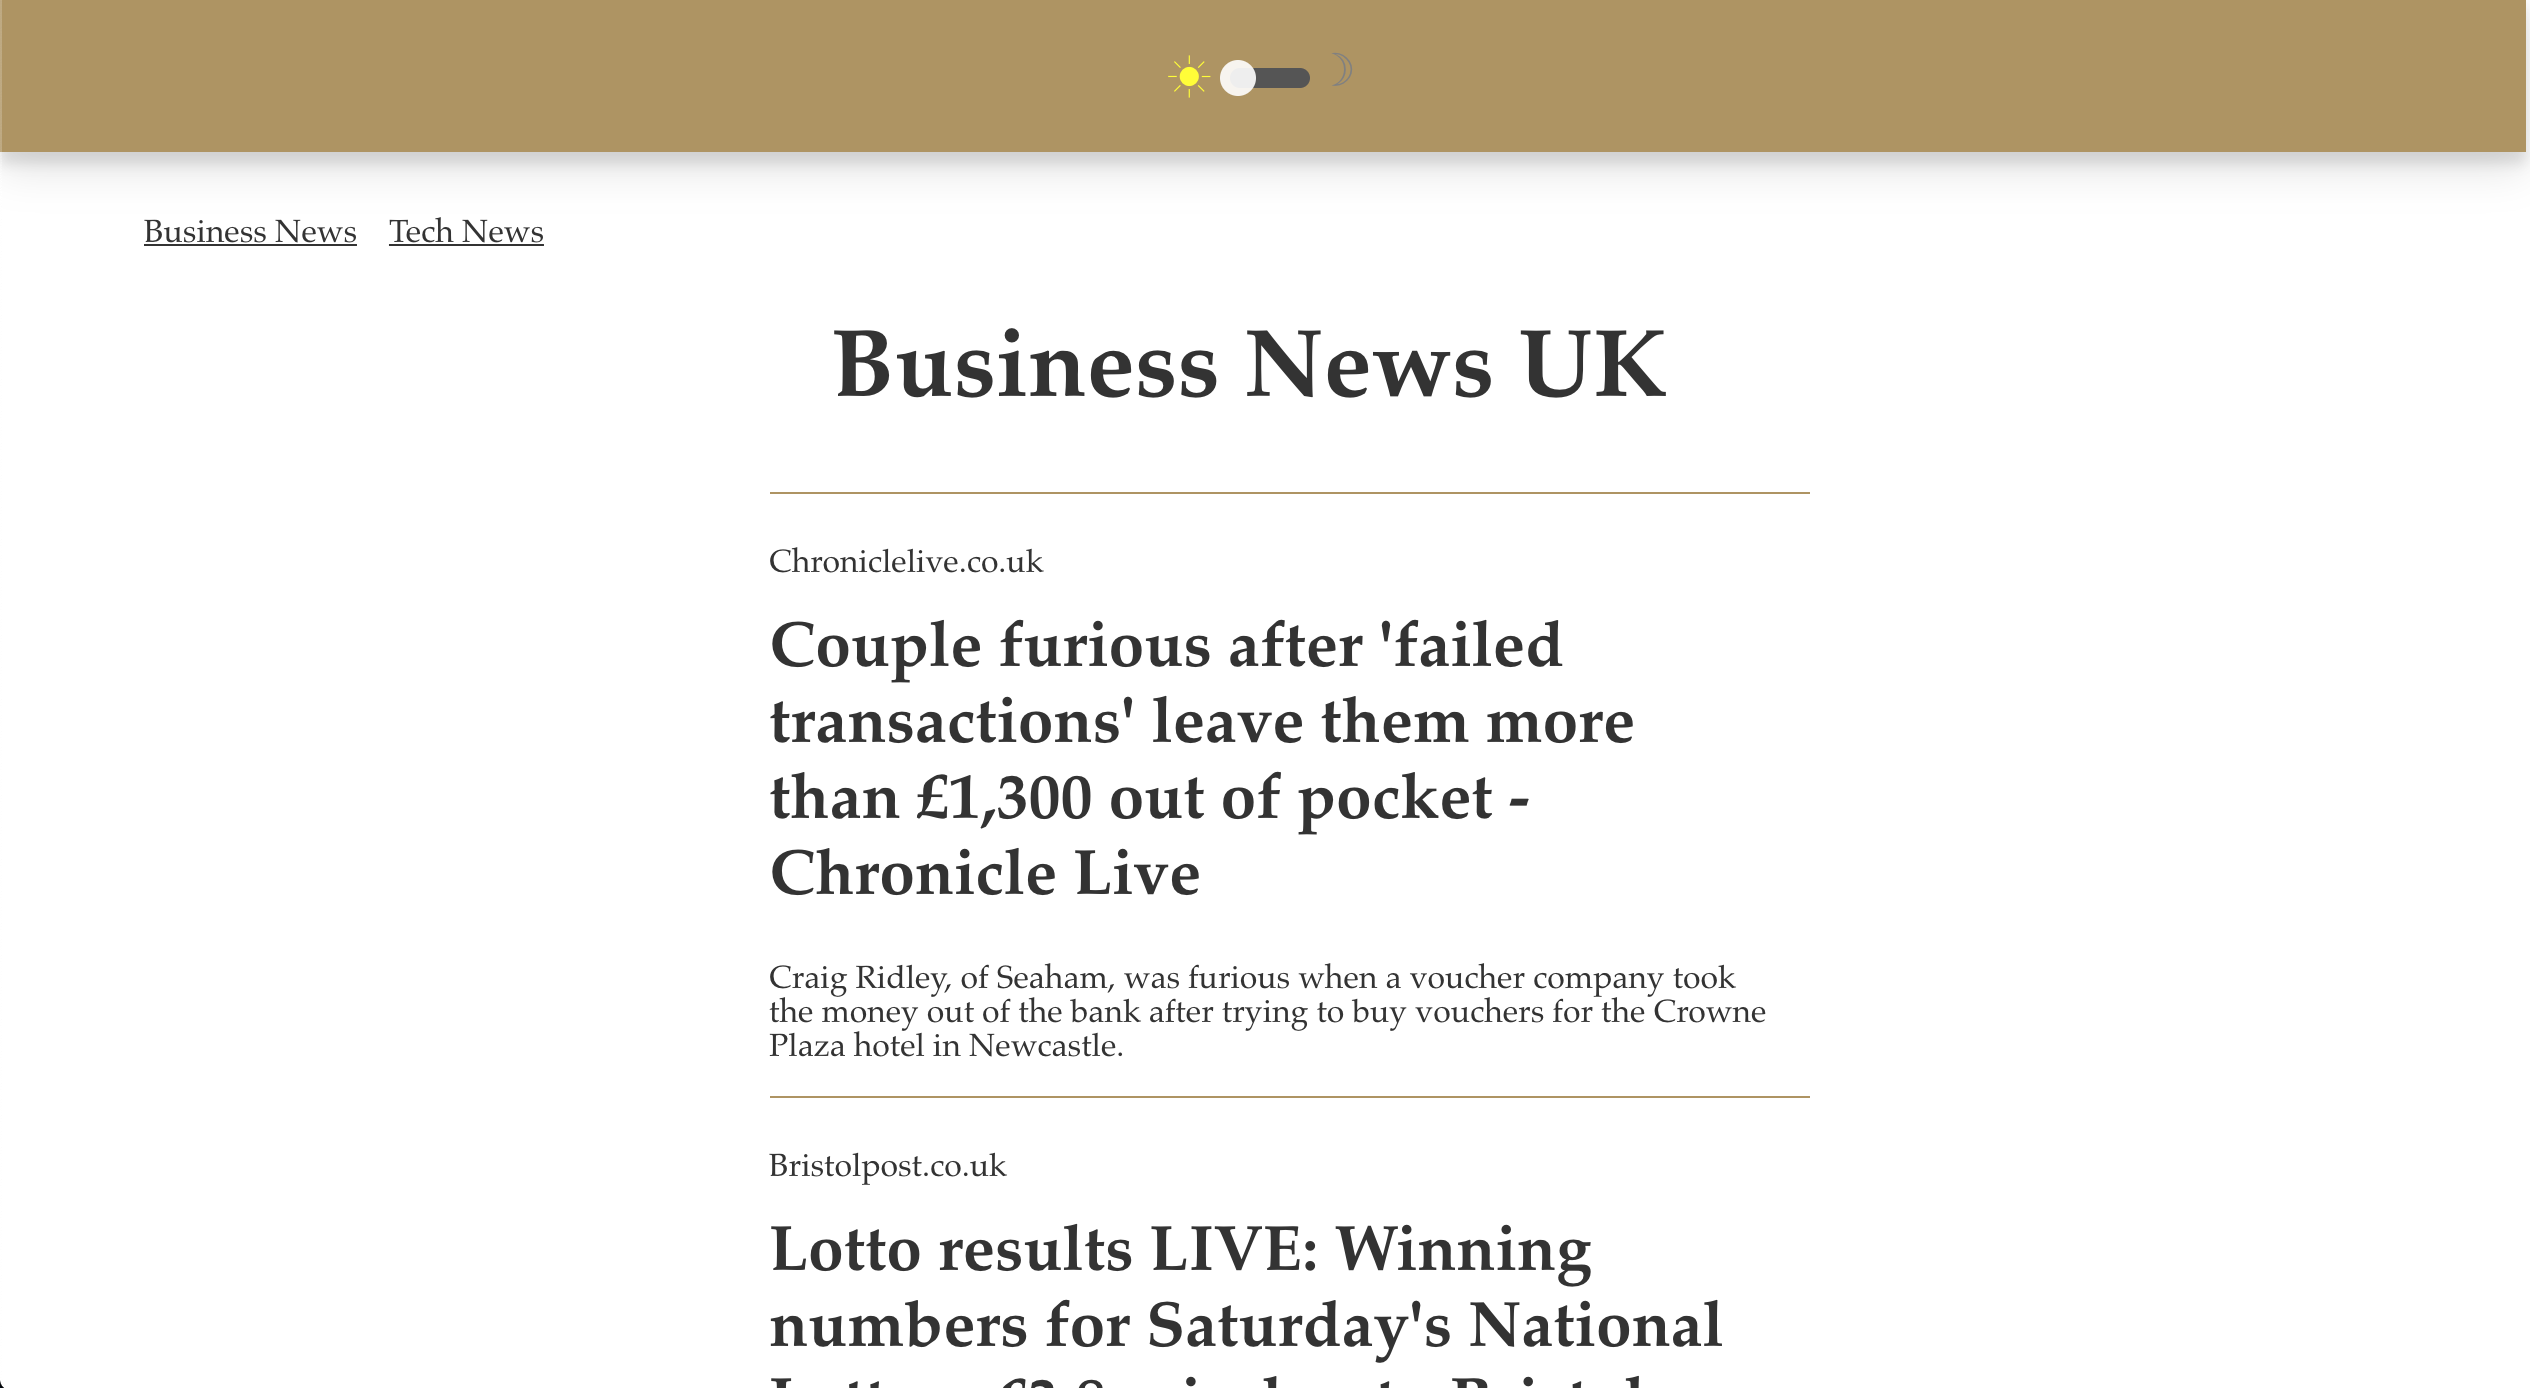 Business News Tech News
Business News UK
Chroniclelive.co.uk
Couple furious after 'failed
transactions' leave them more
than £1,300 out of pocket -
Chronicle Live
Craig Ridley, of Seaham, was furious when a voucher company took
the money out of the bank after trying to buy vouchers for the Crowne
Plaza hotel in Newcastle.
Bristolpost.co.uk
Lotto results LIVE: Winning
numbers for Saturday's National